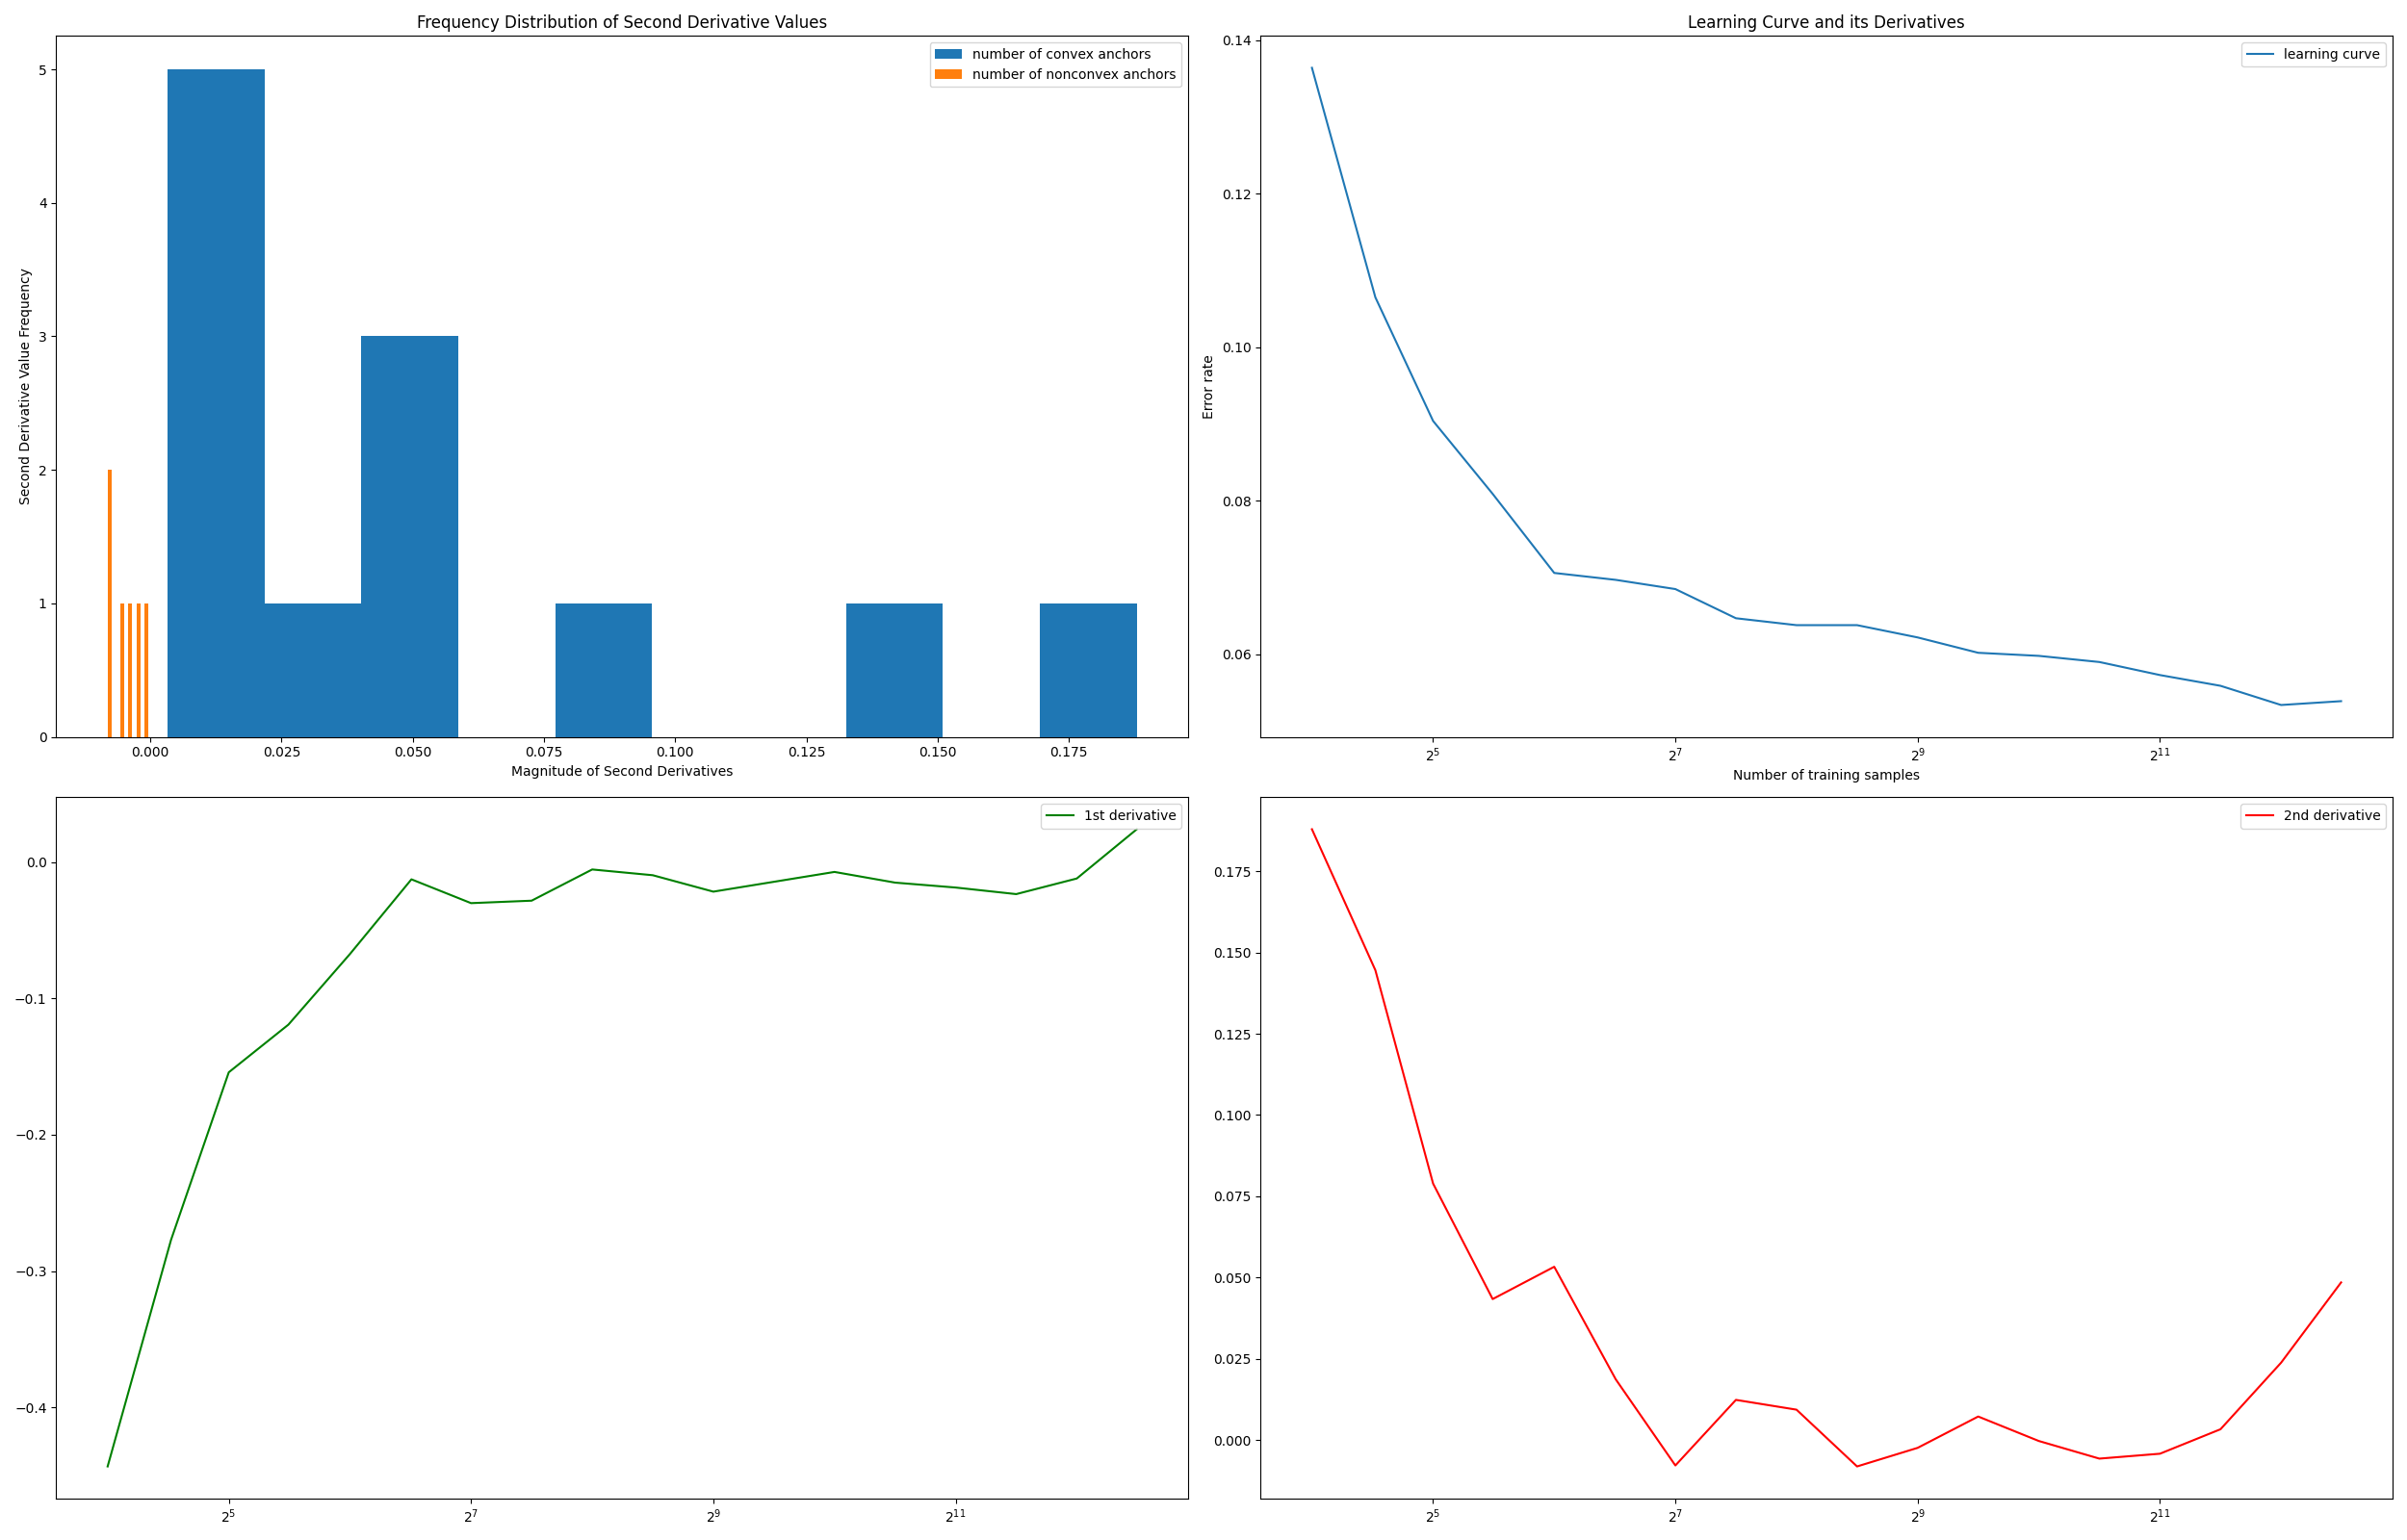 Frequency Distribution of Second Derivative Values
number of convex anchors
number of nonconvex anchors
Second Derivative Value Frequency
5
4
3
2
1
0
0.000 0.025 0.050 0.075 0.100 0.125 0.150 0.175
Magnitude of Second Derivatives
Learning Curve and its Derivatives
learning curve
Error rate
0.14
0.12
0.10
0.08
0.06
2⁵ 2⁷ 2⁹ 2¹¹
Number of training samples
1st derivative
0.0
−0.1
−0.2
−0.3
−0.4
2⁵ 2⁷ 2⁹ 2¹¹
2nd derivative
0.175
0.150
0.125
0.100
0.075
0.050
0.025
0.000
2⁵ 2⁷ 2⁹ 2¹¹